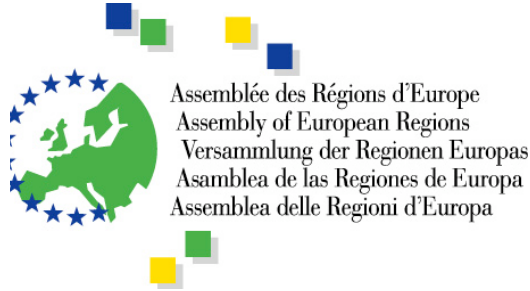 Assemblée des Régions d'Europe
Assembly of European Regions
Versammlung der Regionen Europas
Asamblea de las Regiones de Europa
Assemblea delle Regioni d'Europa